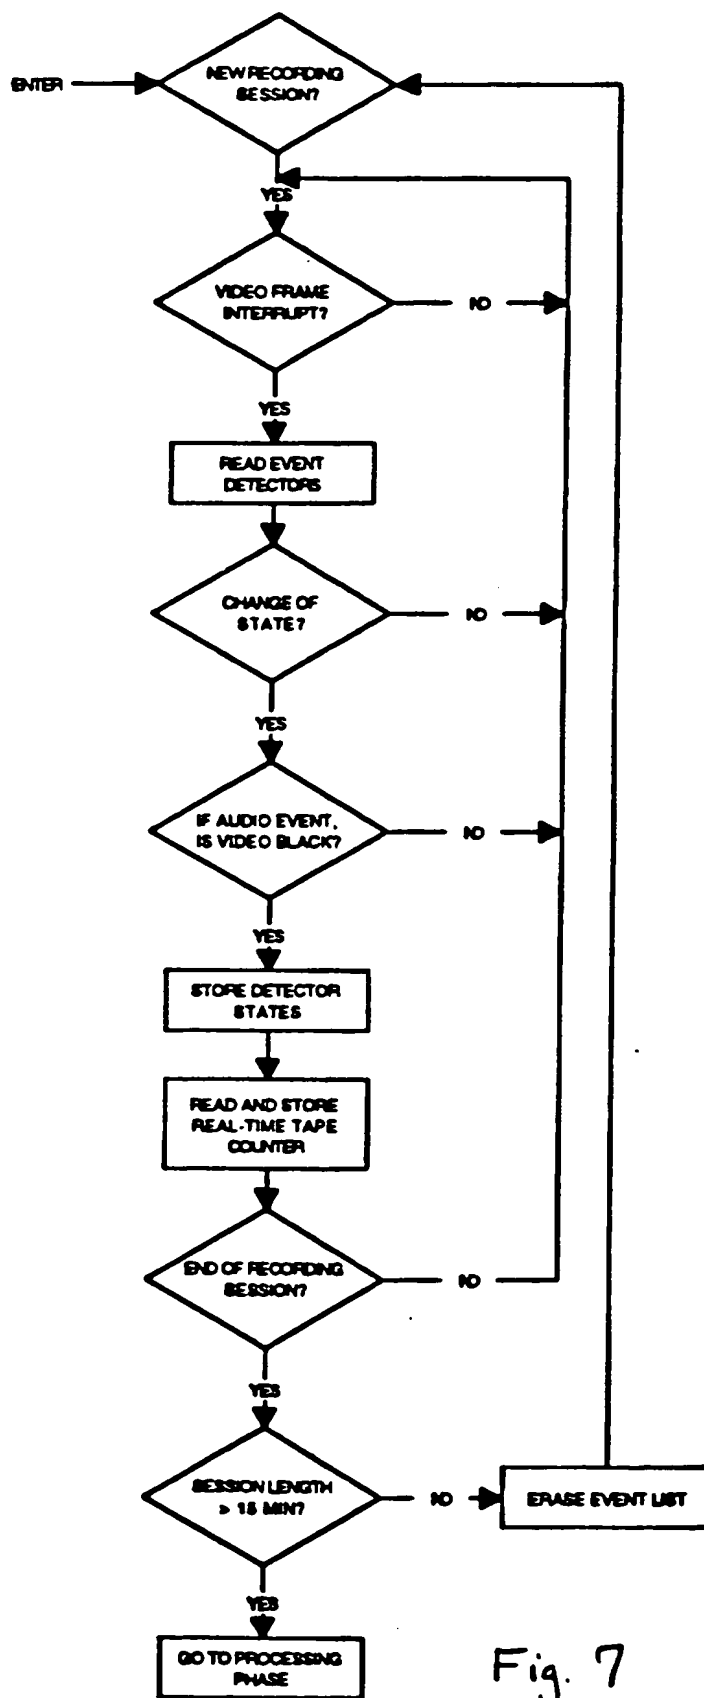 NEW RECORDING
SESSION?
ENTER
YES
VIDEO FRAME
INTERRUPT?
NO
YES
READ EVENT
DETECTORS
CHANGE OF
STATE?
NO
YES
IF AUDIO EVENT,
IS VIDEO BLACK?
NO
YES
STORE DETECTOR
STATES
READ AND STORE
REAL-TIME TAPE
COUNTER
END OF RECORDING
SESSION?
NO
YES
SESSION LENGTH
> 15 MIN?
NO
ERASE EVENT LIST
YES
GO TO PROCESSING
PHASE
Fig. 7